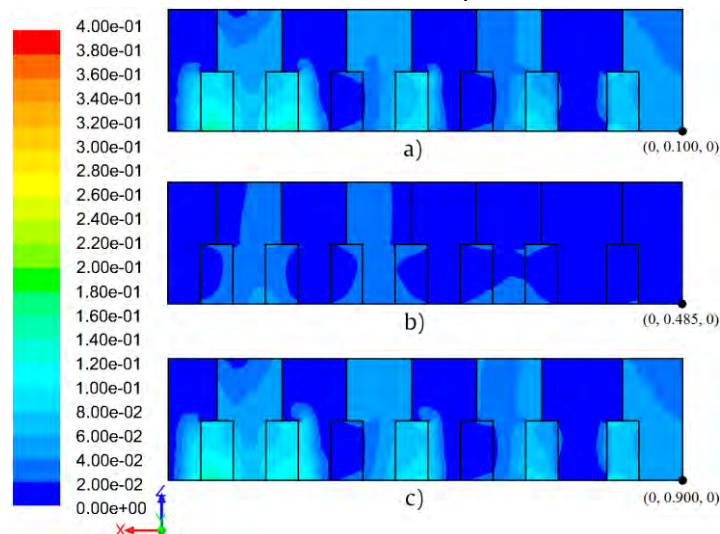 4.00e-01
3.80e-01
3.60e-01
3.40e-01
3.20e-01
3.00e-01
2.80e-01
2.60e-01
2.40e-01
2.20e-01
2.00e-01
1.80e-01
1.60e-01
1.40e-01
1.20e-01
1.00e-01
8.00e-02
6.00e-02
4.00e-02
2.00e-02
0.00e+00
Z
Y
X
a)
(0, 0.100, 0)
b)
(0, 0.485, 0)
c)
(0, 0.900, 0)